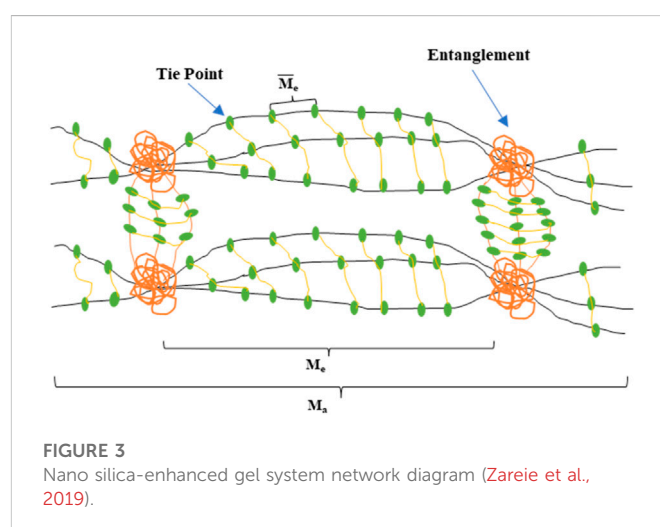 Entanglement
Tie Point
M̅e
Me
Ma
FIGURE 3
Nano silica-enhanced gel system network diagram (Zareie et al.,
2019).